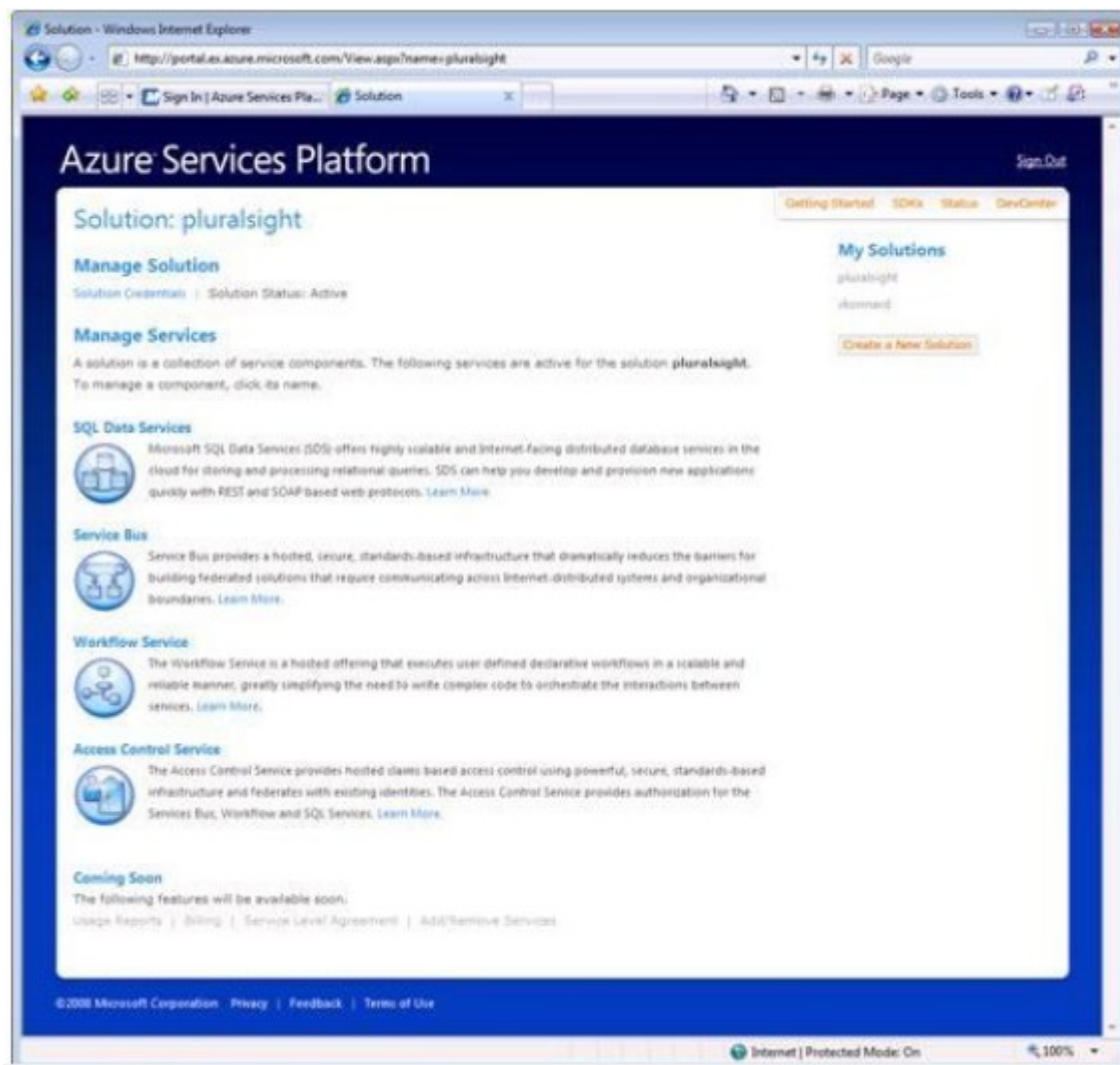 Solution - Windows Internet Explorer
http://portal.ex.azure.microsoft.com/View.aspx?name=pluralsight
Google
Sign In | Azure Services Pla...
Solution
Page
Tools
Azure Services Platform
Sign Out
Getting Started SDKs Status DevCenter
Solution: pluralsight
My Solutions
pluralsight
skonnard
Create a New Solution
Manage Solution
Solution Credentials | Solution Status: Active
Manage Services
A solution is a collection of service components. The following services are active for the solution pluralsight.
To manage a component, click its name.
SQL Data Services
Microsoft SQL Data Services (SDS) offers highly scalable and Internet-facing distributed database services in the
cloud for storing and processing relational queries. SDS can help you develop and provision new applications
quickly with REST and SOAP based web protocols. Learn More.
Service Bus
Service Bus provides a hosted, secure, standards-based infrastructure that dramatically reduces the barriers for
building federated solutions that require communicating across Internet-distributed systems and organizational
boundaries. Learn More.
Workflow Service
The Workflow Service is a hosted offering that executes user defined declarative workflows in a scalable and
reliable manner, greatly simplifying the need to write complex code to orchestrate the interactions between
services. Learn More.
Access Control Service
The Access Control Service provides hosted claims based access control using powerful, secure, standards-based
infrastructure and federates with existing identities. The Access Control Service provides authorization for the
Services Bus, Workflow and SQL Services. Learn More.
Coming Soon
The following features will be available soon.
Usage Reports | Billing | Service Level Agreement | Add/Remove Services
©2008 Microsoft Corporation Privacy | Feedback | Terms of Use
Internet | Protected Mode: On
100%